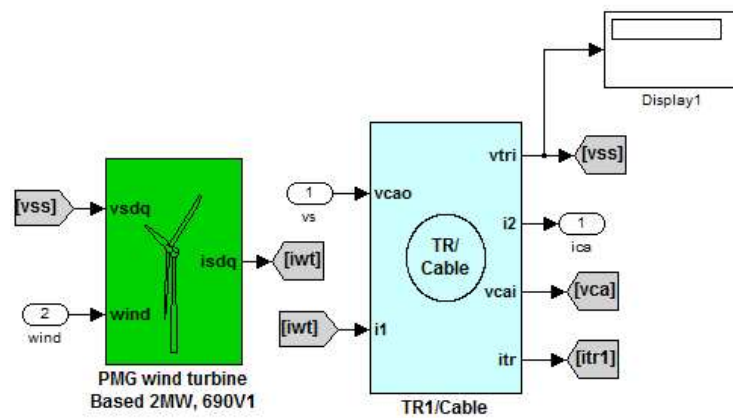 Display1
vtri
[vss]
[vss]
vsdq
1
vcao
vs
i2
1
ica
TR/
Cable
isdq
[iwt]
vcai
[vca]
2
wind
wind
[iwt]
i1
itr
[itr1]
PMG wind turbine
Based 2MW, 690V1
TR1/Cable